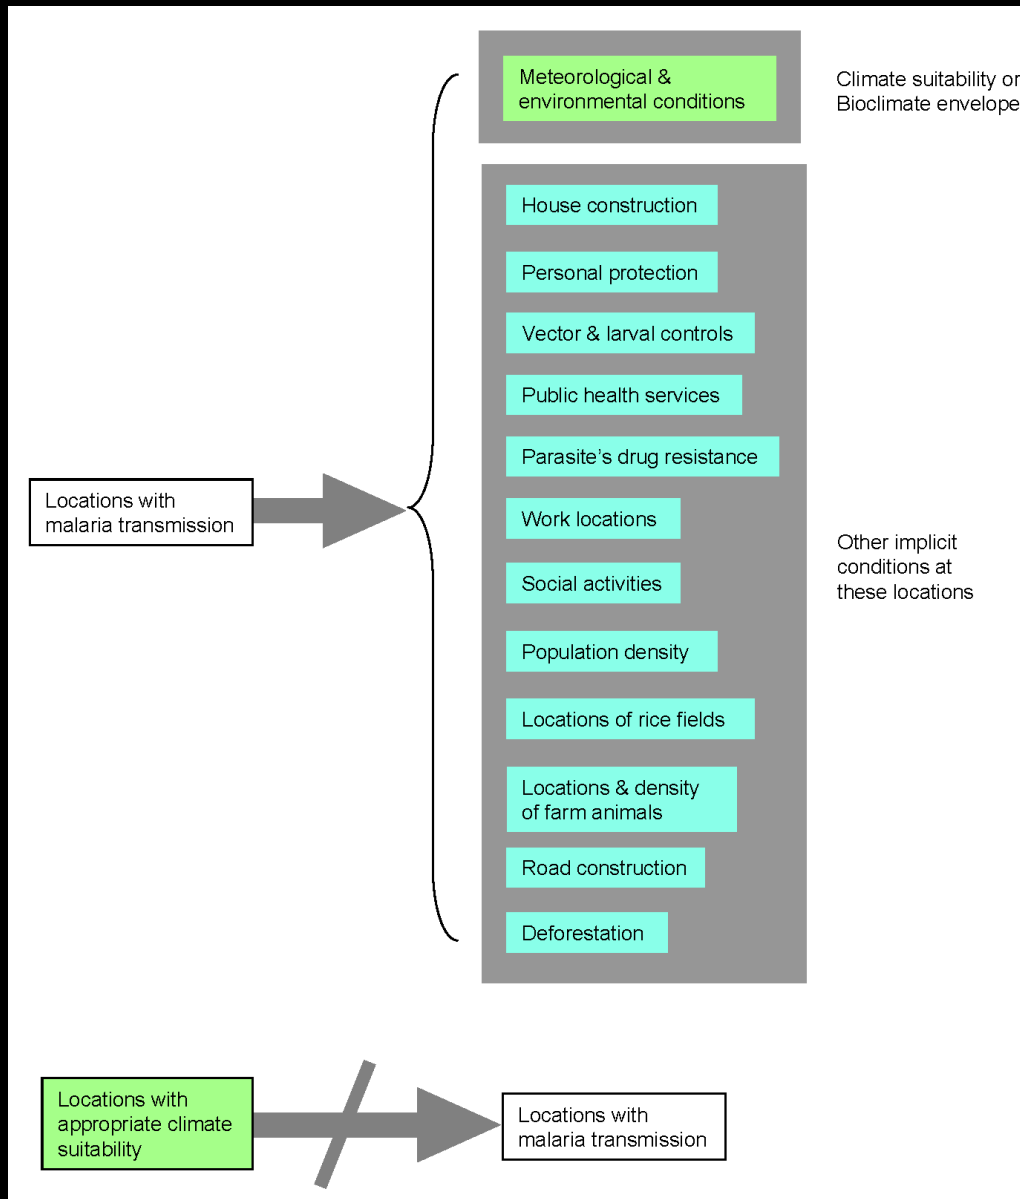 Meteorological &
environmental conditions
Climate suitability or
Bioclimate envelope
House construction
Personal protection
Vector & larval controls
Public health services
Parasite's drug resistance
Locations with
malaria transmission
Work locations
Social activities
Other implicit
conditions at
these locations
Population density
Locations of rice fields
Locations & density
of farm animals
Road construction
Deforestation
Locations with
appropriate climate
suitability
Locations with
malaria transmission